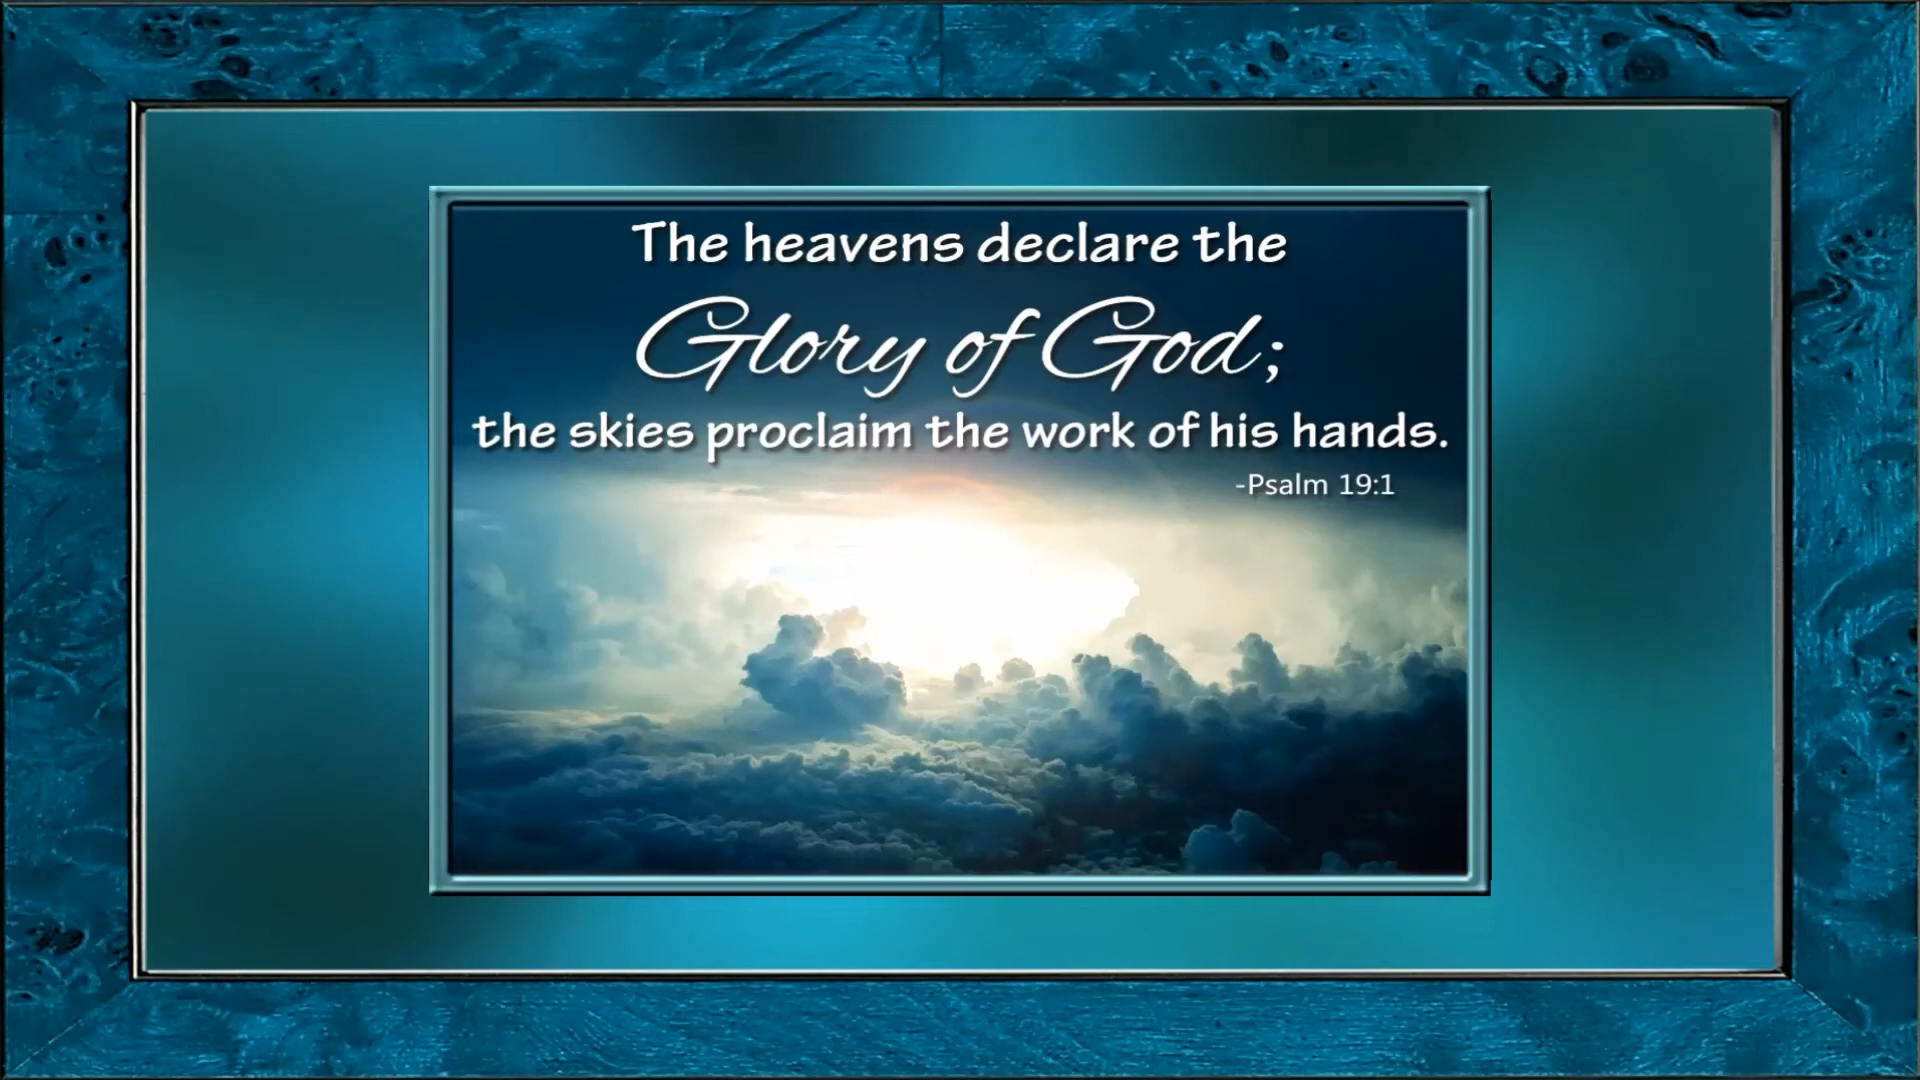 The heavens declare the
Glory of God;
the skies proclaim the work of his hands.
-Psalm 19:1